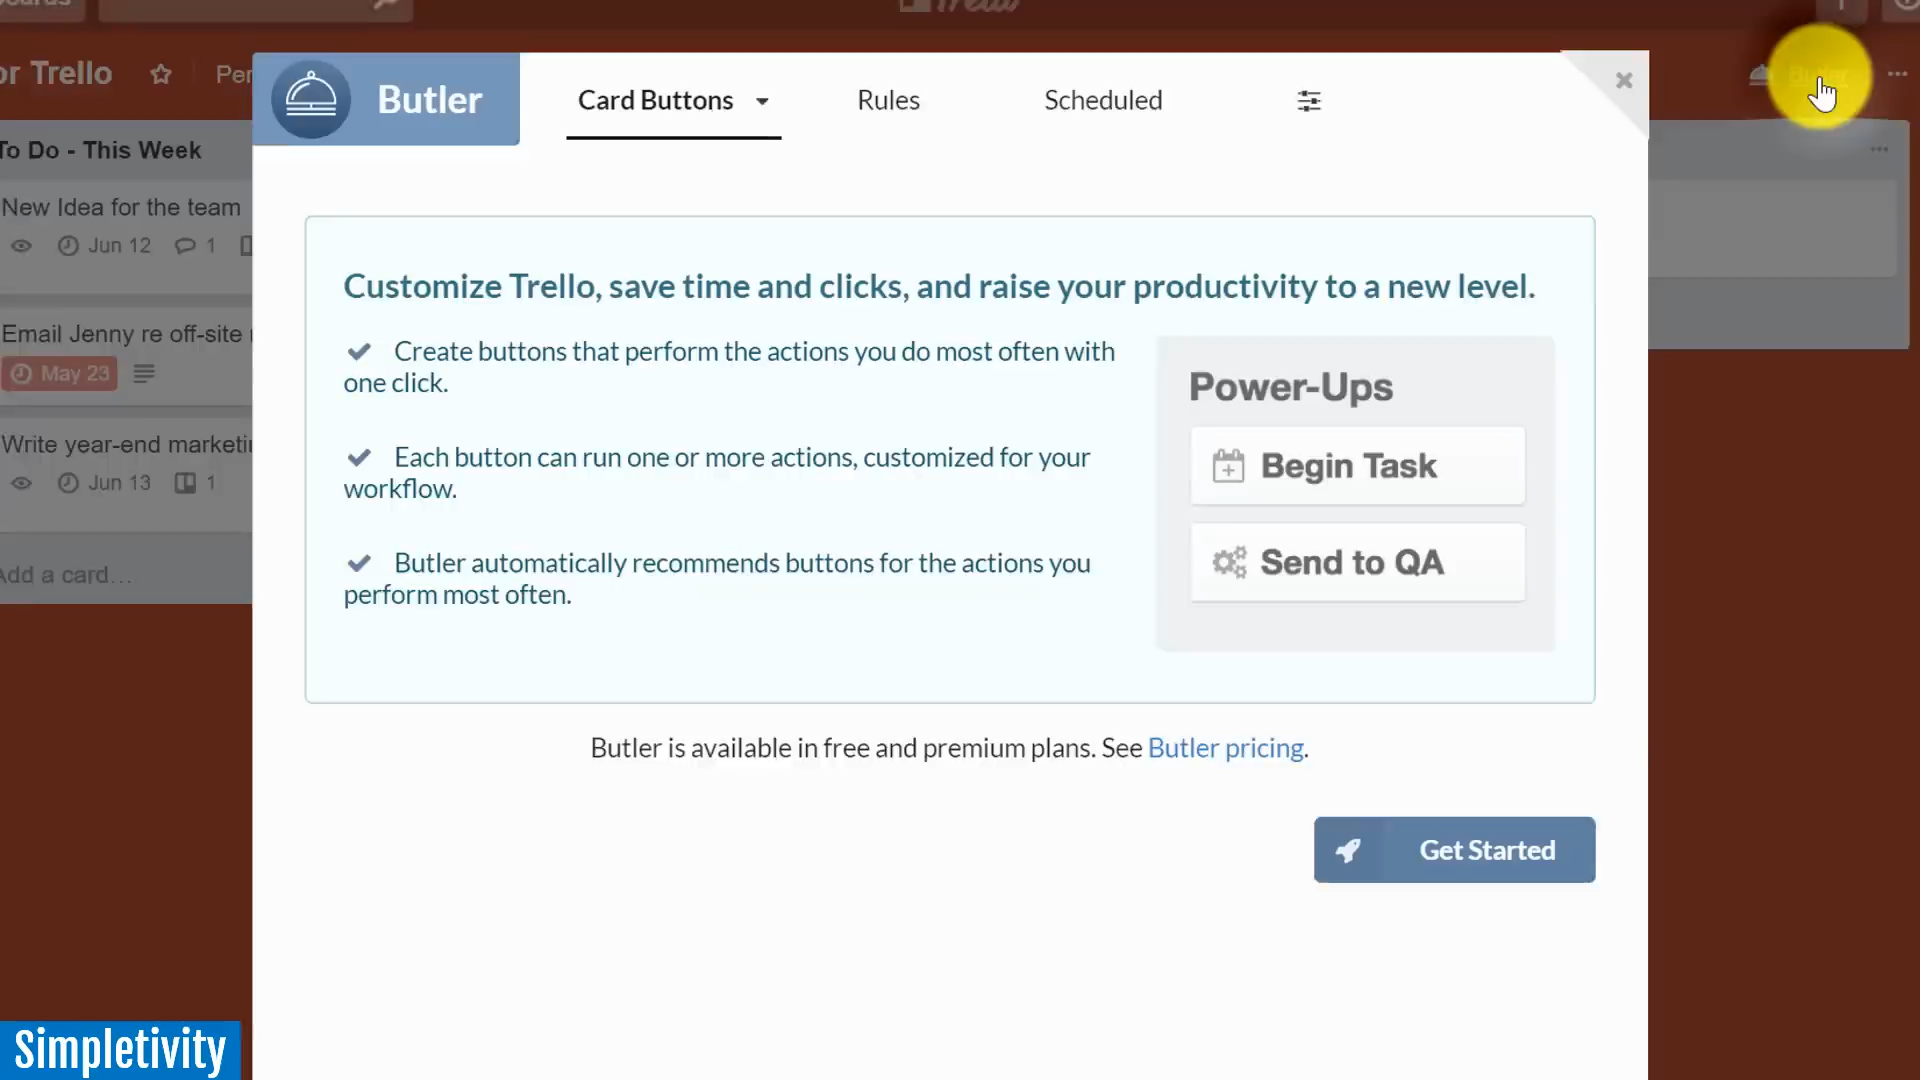 or Trello
Butler
Card Buttons
Rules
Scheduled
To Do - This Week
New Idea for the team
Jun 12
1
Email Jenny re off-site
May 23
Write year-end
Jun 13
1
Add a card...
Customize Trello, save time and clicks, and raise your productivity to a new level.
Create buttons that perform the actions you do most often with
one click.
Each button can run one or more actions, customized for your
workflow.
Butler automatically recommends buttons for the actions you
perform most often.
Power-Ups
Begin Task
Send to QA
Butler is available in free and premium plans. See Butler pricing.
Get Started
Simpletivity